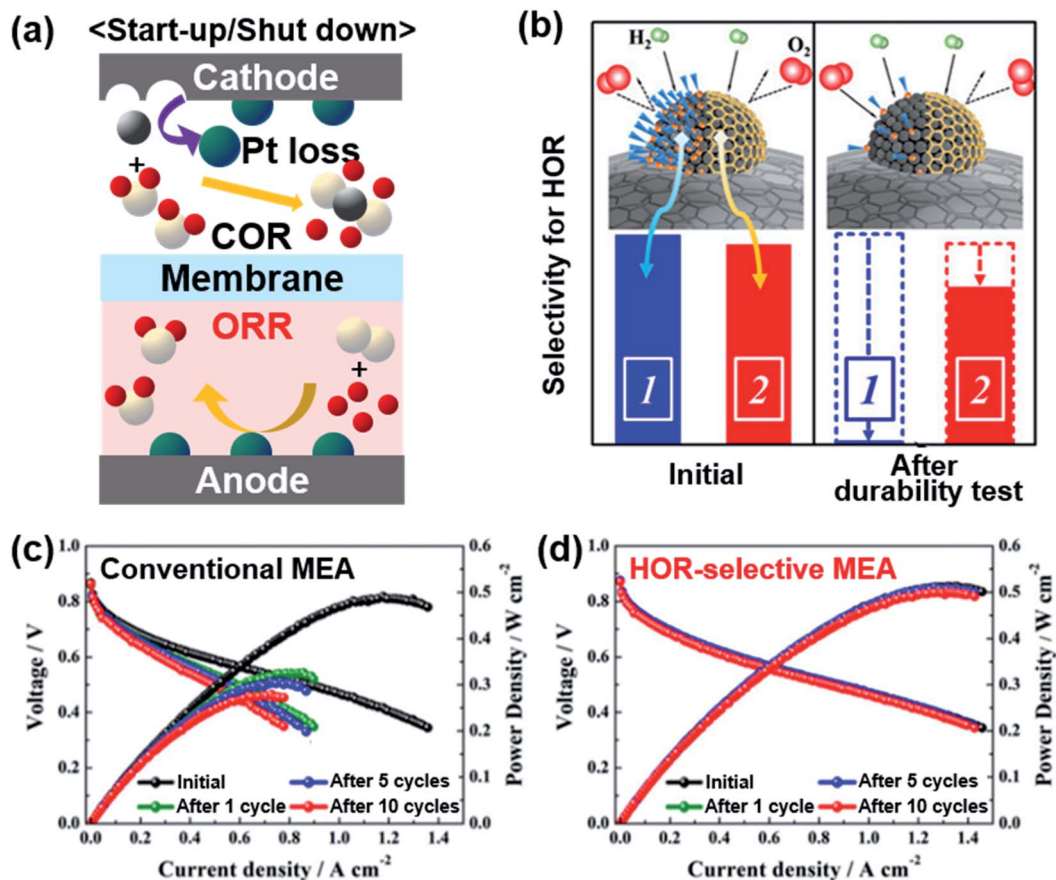 (a)
<Start-up/Shut down>
Cathode
Pt loss
+
COR
Membrane
ORR
+
Anode
(b)
Selectivity for HOR
H2
O2
1
2
1
2
Initial
After
durability test
(c)
Conventional MEA
Voltage / V
1.0
0.8
0.6
0.4
0.2
0.0
Power Density / W cm-2
0.6
0.5
0.4
0.3
0.2
0.1
0.0
Initial
After 5 cycles
After 1 cycle
After 10 cycles
0.0 0.2 0.4 0.6 0.8 1.0 1.2 1.4
Current density / A cm-2
(d)
HOR-selective MEA
Voltage / V
1.0
0.8
0.6
0.4
0.2
0.0
Power Density / W cm-2
0.6
0.5
0.4
0.3
0.2
0.1
0.0
Initial
After 5 cycles
After 1 cycle
After 10 cycles
0.0 0.2 0.4 0.6 0.8 1.0 1.2 1.4
Current density / A cm-2